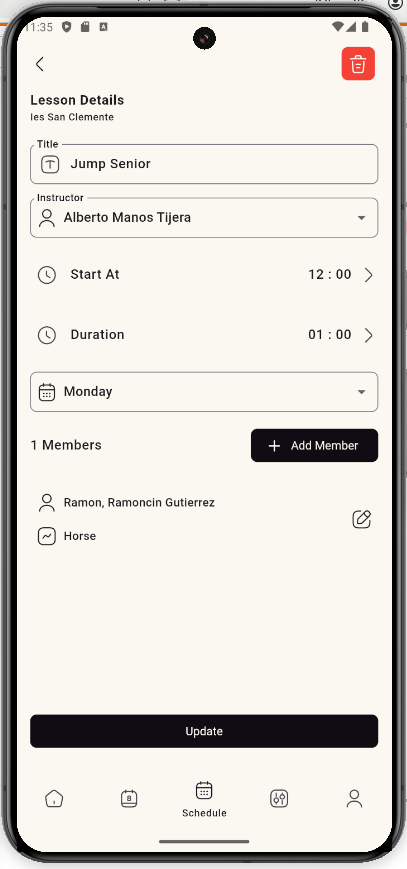 11:35
Lesson Details
Ies San Clemente
Title
Jump Senior
Instructor
Alberto Manos Tijera
Start At 12 : 00
Duration 01 : 00
Monday
1 Members
Add Member
Ramon, Ramoncin Gutierrez
Horse
Update
8
Schedule